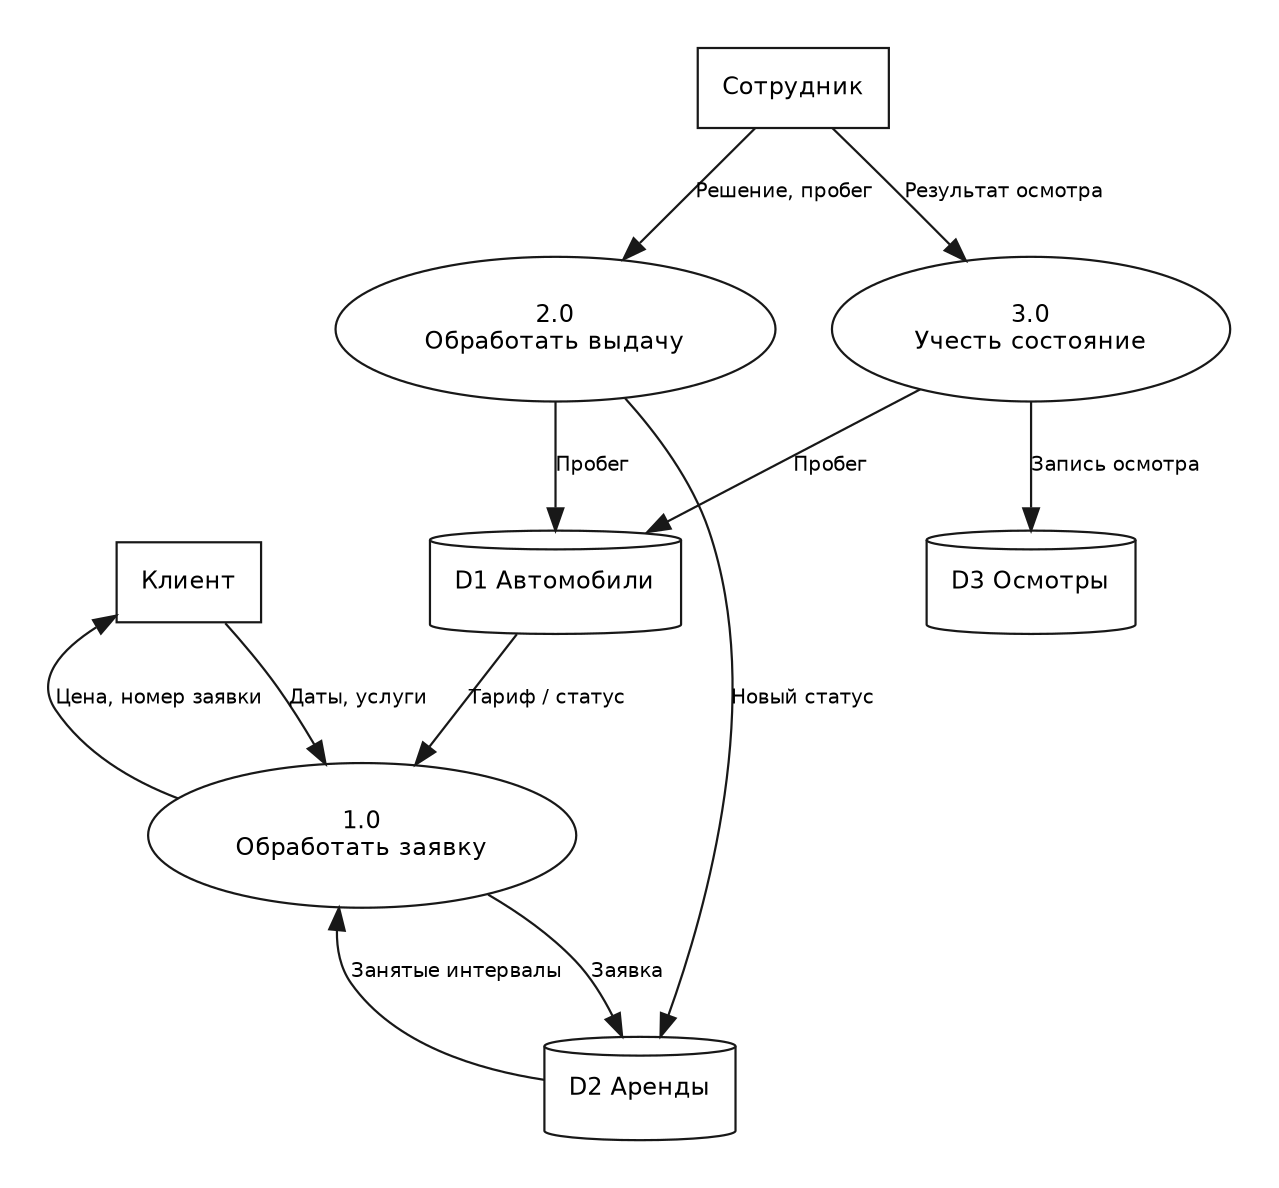 Сотрудник
Решение, пробег
Результат осмотра
2.0
Обработать выдачу
3.0
Учесть состояние
Пробег
Пробег
Запись осмотра
Клиент
D1 Автомобили
D3 Осмотры
Цена, номер заявки
Даты, услуги
Тариф / статус
Новый статус
1.0
Обработать заявку
Занятые интервалы
Заявка
D2 Аренды